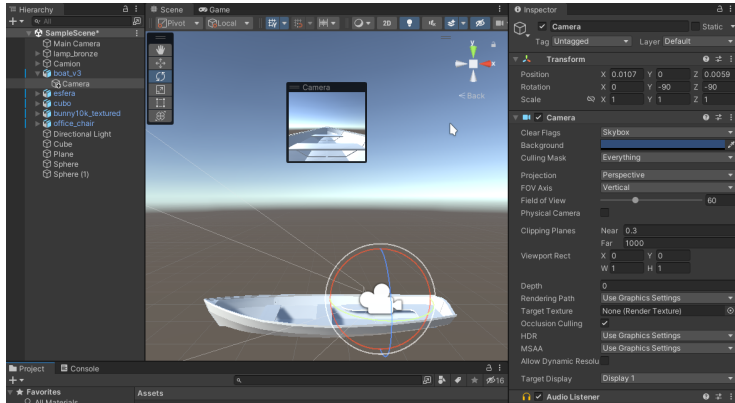 Hierarchy
All
SampleScene*
Main Camera
lamp_bronze
Camion
boat_v3
Camera
esfera
cubo
bunny10k_textured
office_chair
Directional Light
Cube
Plane
Sphere
Sphere (1)
Scene Game
Pivot Local 2D
Camera
y
x
Back
Project Console
16
Favorites
All Materials
Assets
Inspector
Camera Static
Tag Untagged Layer Default
Transform
Position X 0.0107 Y 0 Z 0.0059
Rotation X 0 Y -90 Z -90
Scale X 1 Y 1 Z 1
Camera
Clear Flags Skybox
Background
Culling Mask Everything
Projection Perspective
FOV Axis Vertical
Field of View 60
Physical Camera
Clipping Planes Near 0.3
Far 1000
Viewport Rect X 0 Y 0
W 1 H 1
Depth 0
Rendering Path Use Graphics Settings
Target Texture None (Render Texture)
Occlusion Culling
HDR Use Graphics Settings
MSAA Use Graphics Settings
Allow Dynamic Resolu
Target Display Display 1
Audio Listener